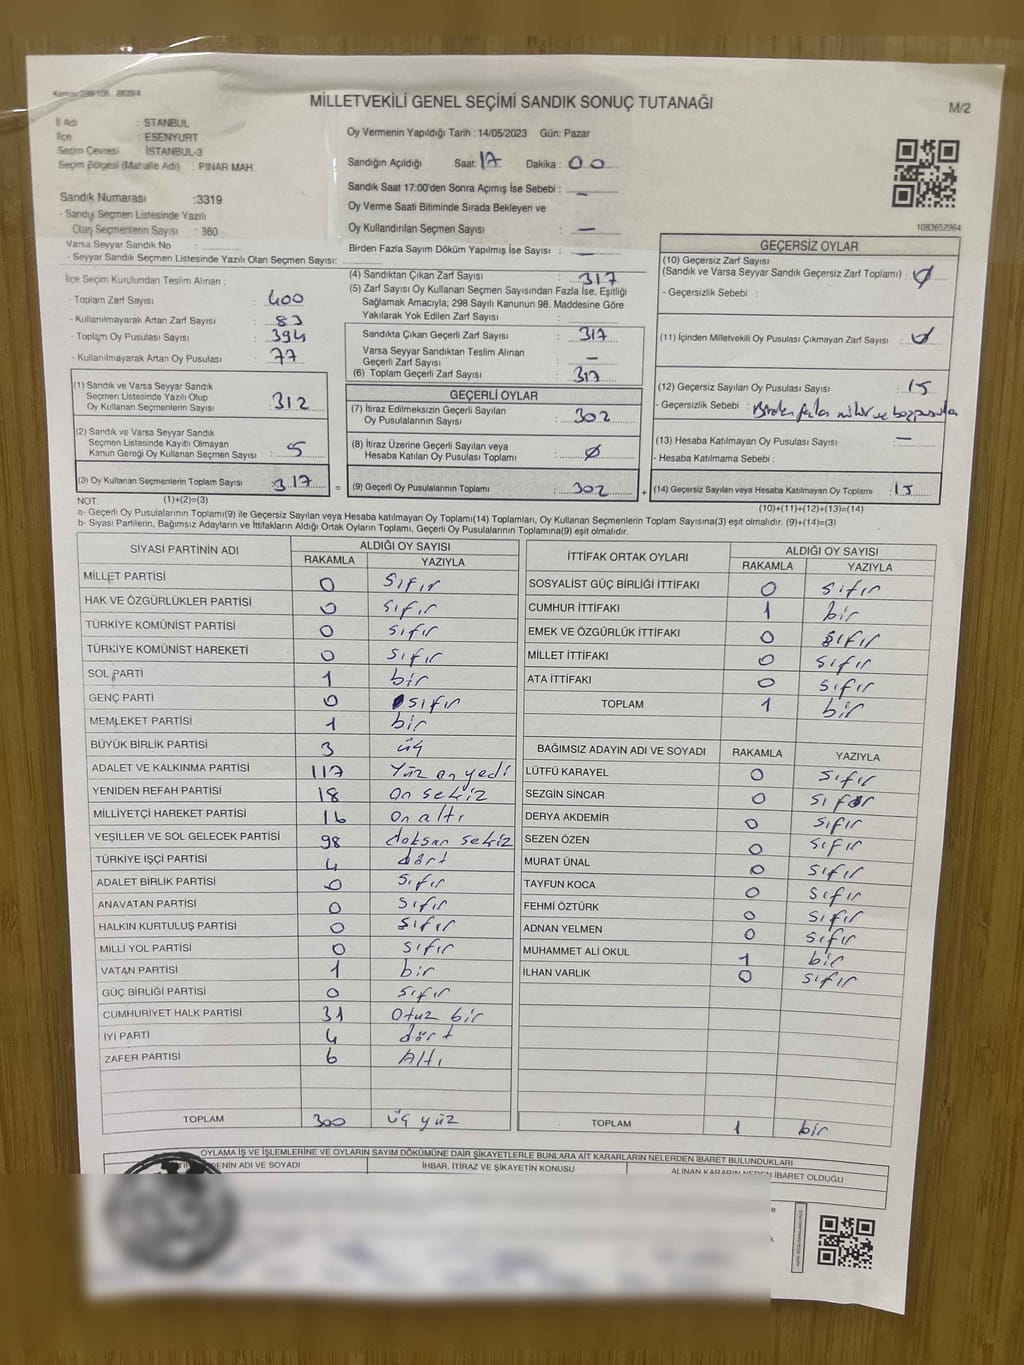 Kanun: 298/105 , 2839/4
MİLLETVEKİLİ GENEL SEÇİMİ SANDIK SONUÇ TUTANAĞI
M/2
İl Adı : İSTANBUL
İlçe : ESENYURT
Seçim Çevresi : İSTANBUL-3
Seçim Bölgesi (Mahalle Adı) : PINAR MAH
Sandık Numarası :3319
- Sandık Seçmen Listesinde Yazılı
Olan Seçmenlerin Sayısı : 360
Varsa Seyyar Sandık No :
- Seyyar Sandık Seçmen Listesinde Yazılı Olan Seçmen Sayısı:
Oy Vermenin Yapıldığı Tarih : 14/05/2023 Gün: Pazar
Sandığın Açıldığı Saat: 17 Dakika : 00
Sandık Saat 17:00'den Sonra Açımış İse Sebebi : —
Oy Verme Saati Bitiminde Sırada Bekleyen ve
Oy Kullandırılan Seçmen Sayısı : —
Birden Fazla Sayım Döküm Yapılmış İse Sayısı : —
1083652964
İlçe Seçim Kurulundan Teslim Alınan ;
- Toplam Zarf Sayısı : 400
- Kullanılmayarak Artan Zarf Sayısı : 83
- Toplam Oy Pusulası Sayısı : 394
- Kullanılmayarak Artan Oy Pusulası : 77
(1) Sandık ve Varsa Seyyar Sandık
Seçmen Listesinde Yazılı Olup
Oy Kullanan Seçmenlerin Sayısı : 312
(2) Sandık ve Varsa Seyyar Sandık
Seçmen Listesinde Kayıtlı Olmayan
Kanun Gereği Oy Kullanan Seçmen Sayısı : 5
(3) Oy Kullanan Seçmenlerin Toplam Sayısı : 317
(4) Sandıktan Çıkan Zarf Sayısı : 317
(5) Zarf Sayısı Oy Kullanan Seçmen Sayısından Fazla İse, Eşitliği
Sağlamak Amacıyla; 298 Sayılı Kanunun 98. Maddesine Göre
Yakılarak Yok Edilen Zarf Sayısı :
Sandıkta Çıkan Geçerli Zarf Sayısı : 317
Varsa Seyyar Sandıktan Teslim Alınan
Geçerli Zarf Sayısı : —
(6) Toplam Geçerli Zarf Sayısı : 317
GEÇERLİ OYLAR
(7) İtiraz Edilmeksizin Geçerli Sayılan
Oy Pusulalarının Sayısı : 302
(8) İtiraz Üzerine Geçerli Sayılan veya
Hesaba Katılan Oy Pusulası Toplamı : Ø
= (9) Geçerli Oy Pusulalarının Toplamı : 302
GEÇERSİZ OYLAR
(10) Geçersiz Zarf Sayısı
(Sandık ve Varsa Seyyar Sandık Geçersiz Zarf Toplamı) : Ø
- Geçersizlik Sebebi :
(11) İçinden Milletvekili Oy Pusulası Çıkmayan Zarf Sayısı : Ø
(12) Geçersiz Sayılan Oy Pusulası Sayısı : 15
- Geçersizlik Sebebi : Birden fazla mühür ve boş pusula
(13) Hesaba Katılmayan Oy Pusulası Sayısı : —
- Hesaba Katılmama Sebebi :
+ (14) Geçersiz Sayılan veya Hesaba Katılmayan Oy Toplamı : 15
NOT: (1)+(2)=(3)
(10)+(11)+(12)+(13)=(14)
a- Geçerli Oy Pusulalarının Toplamı(9) ile Geçersiz Sayılan veya Hesaba katılmayan Oy Toplamı(14) Toplamları, Oy Kullanan Seçmenlerin Toplam Sayısına(3) eşit olmalıdır. (9)+(14)=(3)
b- Siyasi Partilerin, Bağımsız Adayların ve İttifakların Aldığı Ortak Oyların Toplamı, Geçerli Oy Pusulalarının Toplamına(9) eşit olmalıdır.
SİYASİ PARTİNİN ADI ALDIĞI OY SAYISI
RAKAMLA YAZIYLA
MİLLET PARTİSİ 0 sıfır
HAK VE ÖZGÜRLÜKLER PARTİSİ 0 sıfır
TÜRKİYE KOMÜNİST PARTİSİ 0 sıfır
TÜRKİYE KOMÜNİST HAREKETİ 0 sıfır
SOL PARTİ 1 bir
GENÇ PARTİ 0 sıfır
MEMLEKET PARTİSİ 1 bir
BÜYÜK BİRLİK PARTİSİ 3 üç
ADALET VE KALKINMA PARTİSİ 117 Yüz on yedi
YENİDEN REFAH PARTİSİ 18 On sekiz
MİLLİYETÇİ HAREKET PARTİSİ 16 on altı
YEŞİLLER VE SOL GELECEK PARTİSİ 98 doksan sekiz
TÜRKİYE İŞÇİ PARTİSİ 4 dört
ADALET BİRLİK PARTİSİ 0 sıfır
ANAVATAN PARTİSİ 0 sıfır
HALKIN KURTULUŞ PARTİSİ 0 sıfır
MİLLİ YOL PARTİSİ 0 sıfır
VATAN PARTİSİ 1 bir
GÜÇ BİRLİĞİ PARTİSİ 0 sıfır
CUMHURİYET HALK PARTİSİ 31 Otuz bir
İYİ PARTİ 4 dört
ZAFER PARTİSİ 6 Altı
TOPLAM 300 üç yüz
İTTİFAK ORTAK OYLARI ALDIĞI OY SAYISI
RAKAMLA YAZIYLA
SOSYALİST GÜÇ BİRLİĞİ İTTİFAKI 0 sıfır
CUMHUR İTTİFAKI 1 bir
EMEK VE ÖZGÜRLÜK İTTİFAKI 0 sıfır
MİLLET İTTİFAKI 0 sıfır
ATA İTTİFAKI 0 sıfır
TOPLAM 1 bir
BAĞIMSIZ ADAYIN ADI VE SOYADI RAKAMLA YAZIYLA
LÜTFÜ KARAYEL 0 sıfır
SEZGİN SİNCAR 0 sıfır
DERYA AKDEMİR 0 sıfır
SEZEN ÖZEN 0 sıfır
MURAT ÜNAL 0 sıfır
TAYFUN KOCA 0 sıfır
FEHMİ ÖZTÜRK 0 sıfır
ADNAN YELMEN 0 sıfır
MUHAMMET ALİ OKUL 1 bir
İLHAN VARLIK 0 sıfır
TOPLAM 1 bir
OYLAMA İŞ VE İŞLEMLERİNE VE OYLARIN SAYIM DÖKÜMÜNE DAİR ŞİKAYETLERLE BUNLARA AİT KARARLARIN NELERDEN İBARET BULUNDUKLARI
DENİN ADI VE SOYADI İHBAR, İTİRAZ VE ŞİKAYETİN KONUSU ALINAN KARARIN NEDEN İBARET OLDUĞU